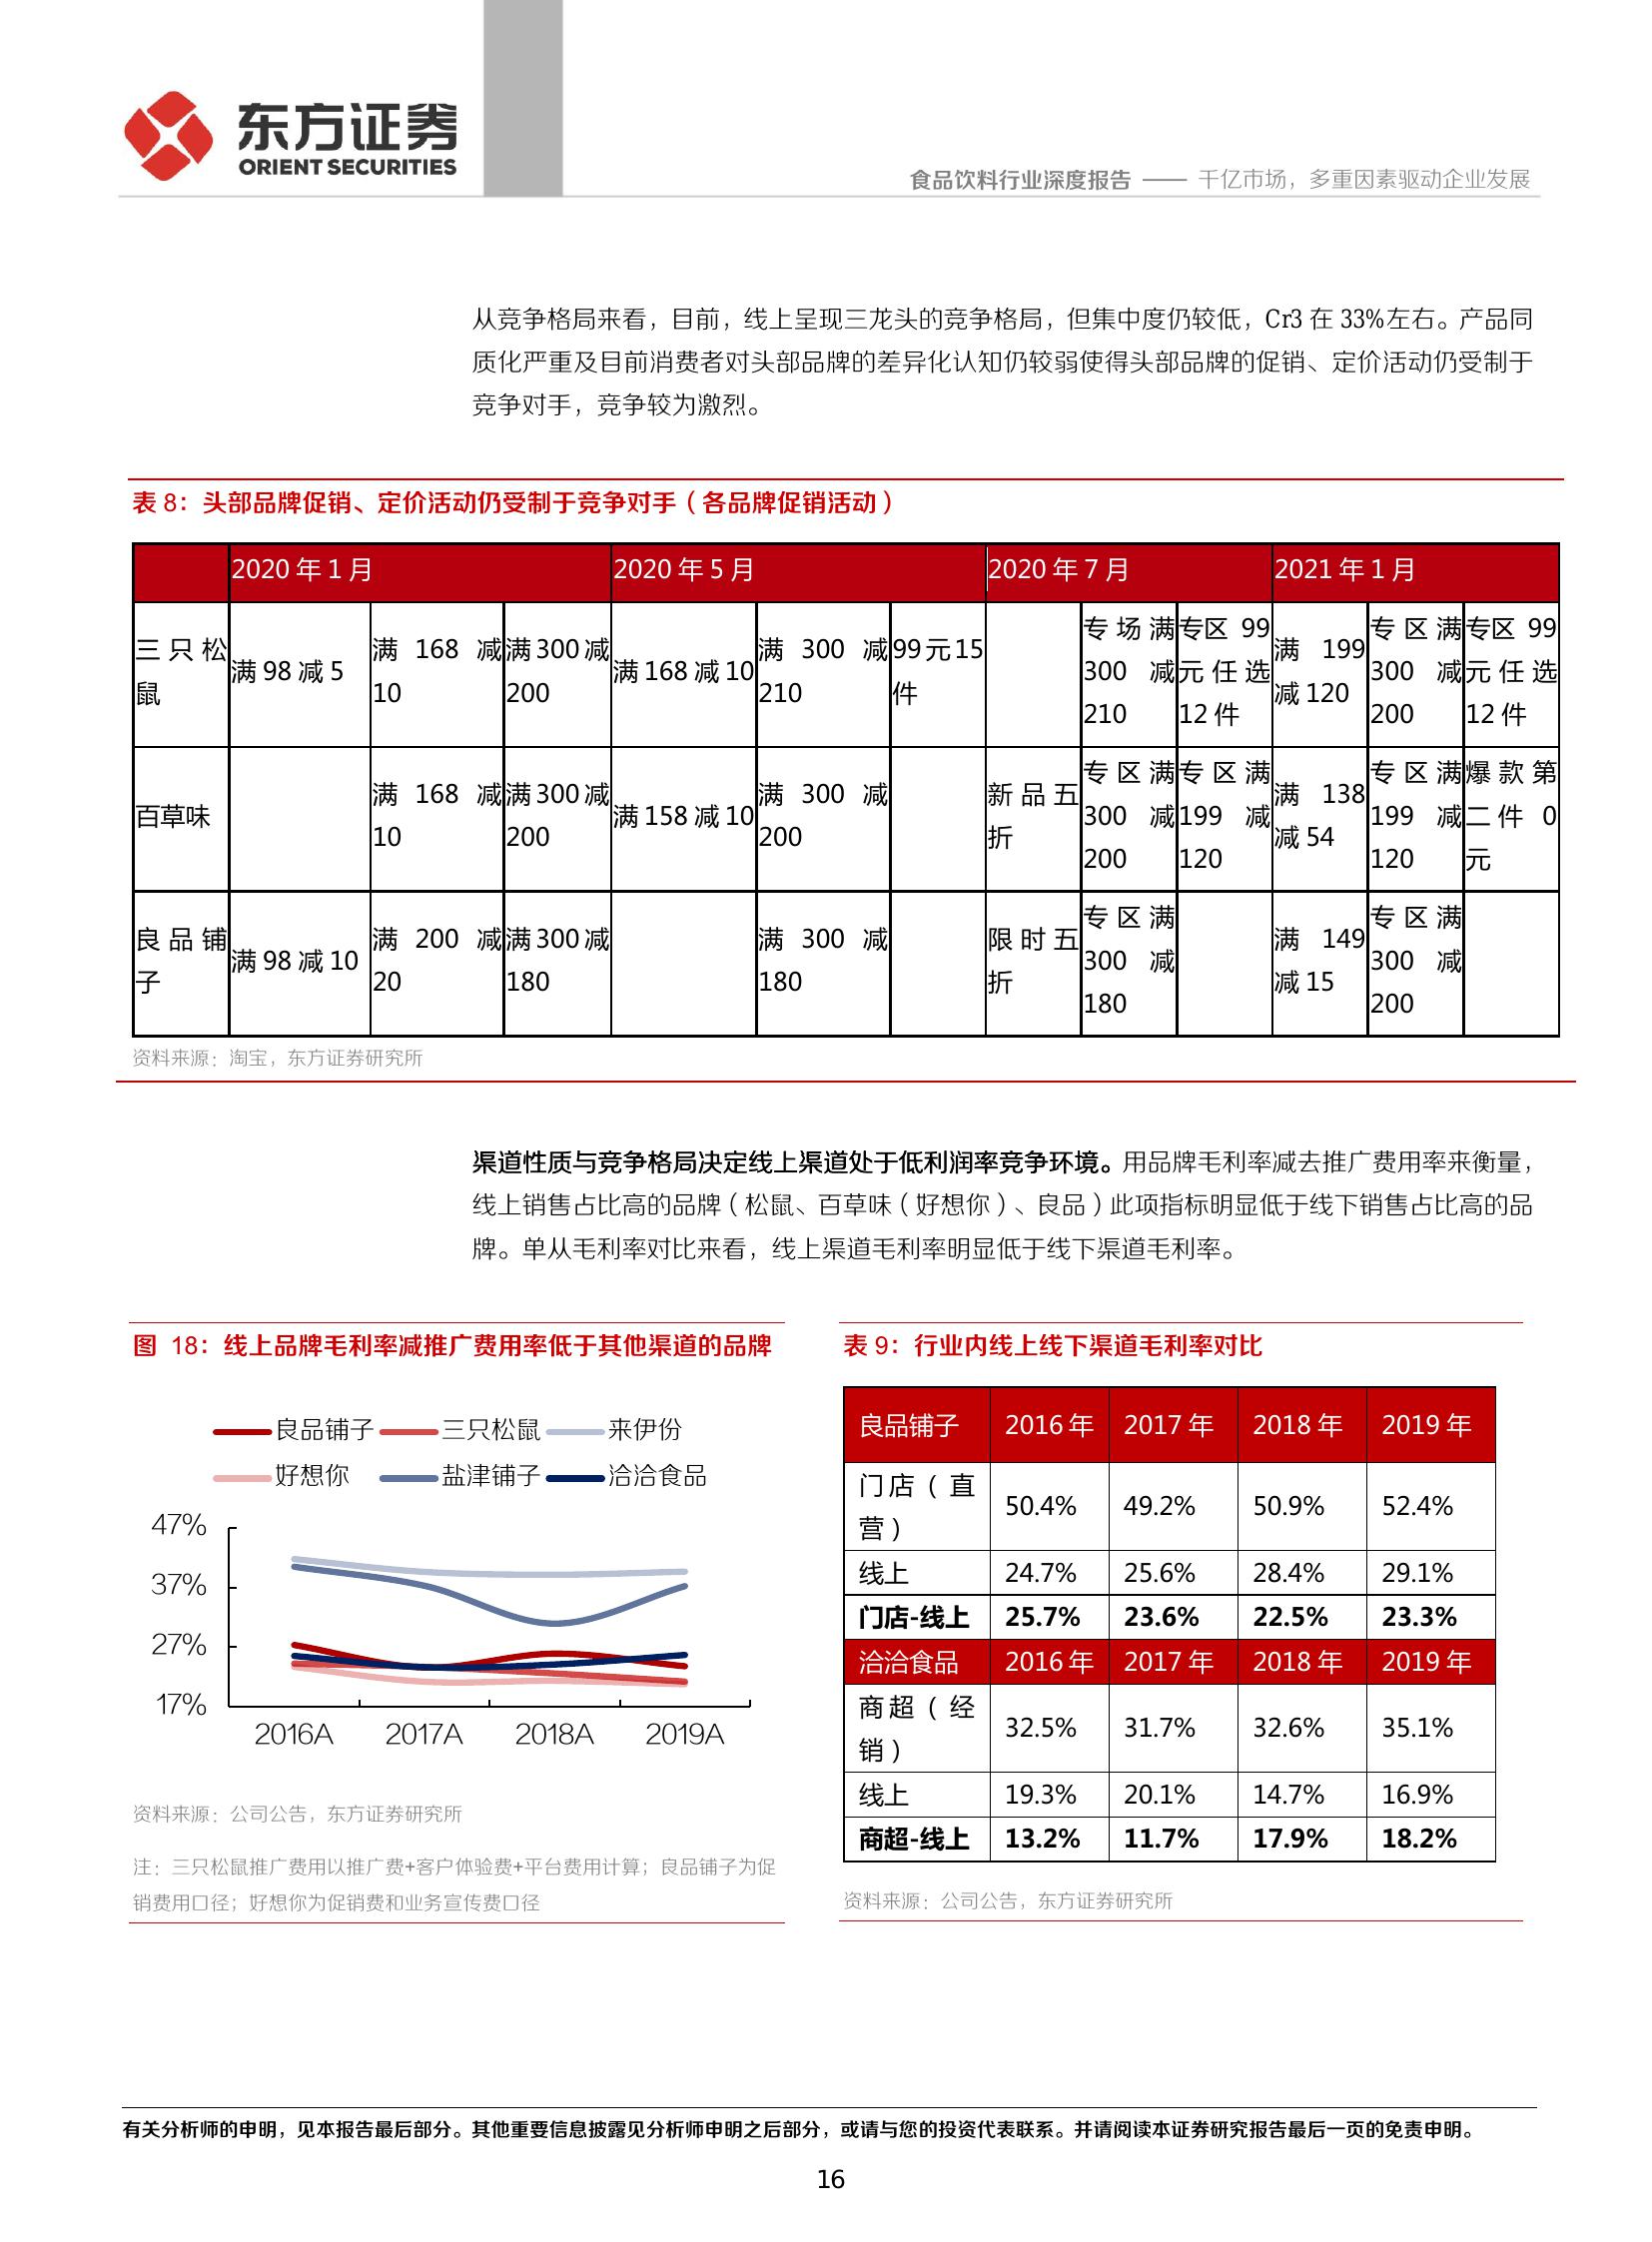 东方证券
ORIENT SECURITIES
食品饮料行业深度报告 —— 千亿市场，多重因素驱动企业发展
从竞争格局来看，目前，线上呈现三龙头的竞争格局，但集中度仍较低，Cr3 在 33%左右。产品同
质化严重及目前消费者对头部品牌的差异化认知仍较弱使得头部品牌的促销、定价活动仍受制于
竞争对手，竞争较为激烈。
表 8：头部品牌促销、定价活动仍受制于竞争对手（各品牌促销活动）
2020 年 1 月 2020 年 5 月 2020 年 7 月 2021 年 1 月
三只松鼠 满 98 减 5 满 168 减 10 满 300 减 200 满 168 减 10 满 300 减 210 99 元 15 件 专场满 300 减 210 专区 99 元任选 12 件 满 199 减 120 专区满 300 减 200 专区 99 元任选 12 件
百草味 满 168 减 10 满 300 减 200 满 158 减 10 满 300 减 200 新品五折 专区满 300 减 200 专区满 199 减 120 满 138 减 54 专区满 199 减 120 爆款第二件 0 元
良品铺子 满 98 减 10 满 200 减 20 满 300 减 180 满 300 减 180 限时五折 专区满 300 减 180 满 149 减 15 专区满 300 减 200
资料来源：淘宝，东方证券研究所
渠道性质与竞争格局决定线上渠道处于低利润率竞争环境。用品牌毛利率减去推广费用率来衡量，
线上销售占比高的品牌（松鼠、百草味（好想你）、良品）此项指标明显低于线下销售占比高的品
牌。单从毛利率对比来看，线上渠道毛利率明显低于线下渠道毛利率。
图 18：线上品牌毛利率减推广费用率低于其他渠道的品牌
良品铺子 三只松鼠 来伊份
好想你 盐津铺子 洽洽食品
47%
37%
27%
17%
2016A 2017A 2018A 2019A
资料来源：公司公告，东方证券研究所
注：三只松鼠推广费用以推广费+客户体验费+平台费用计算；良品铺子为促
销费用口径；好想你为促销费和业务宣传费口径
表 9：行业内线上线下渠道毛利率对比
良品铺子 2016 年 2017 年 2018 年 2019 年
门店（直营） 50.4% 49.2% 50.9% 52.4%
线上 24.7% 25.6% 28.4% 29.1%
门店-线上 25.7% 23.6% 22.5% 23.3%
洽洽食品 2016 年 2017 年 2018 年 2019 年
商超（经销） 32.5% 31.7% 32.6% 35.1%
线上 19.3% 20.1% 14.7% 16.9%
商超-线上 13.2% 11.7% 17.9% 18.2%
资料来源：公司公告，东方证券研究所
有关分析师的申明，见本报告最后部分。其他重要信息披露见分析师申明之后部分，或请与您的投资代表联系。并请阅读本证券研究报告最后一页的免责申明。
16